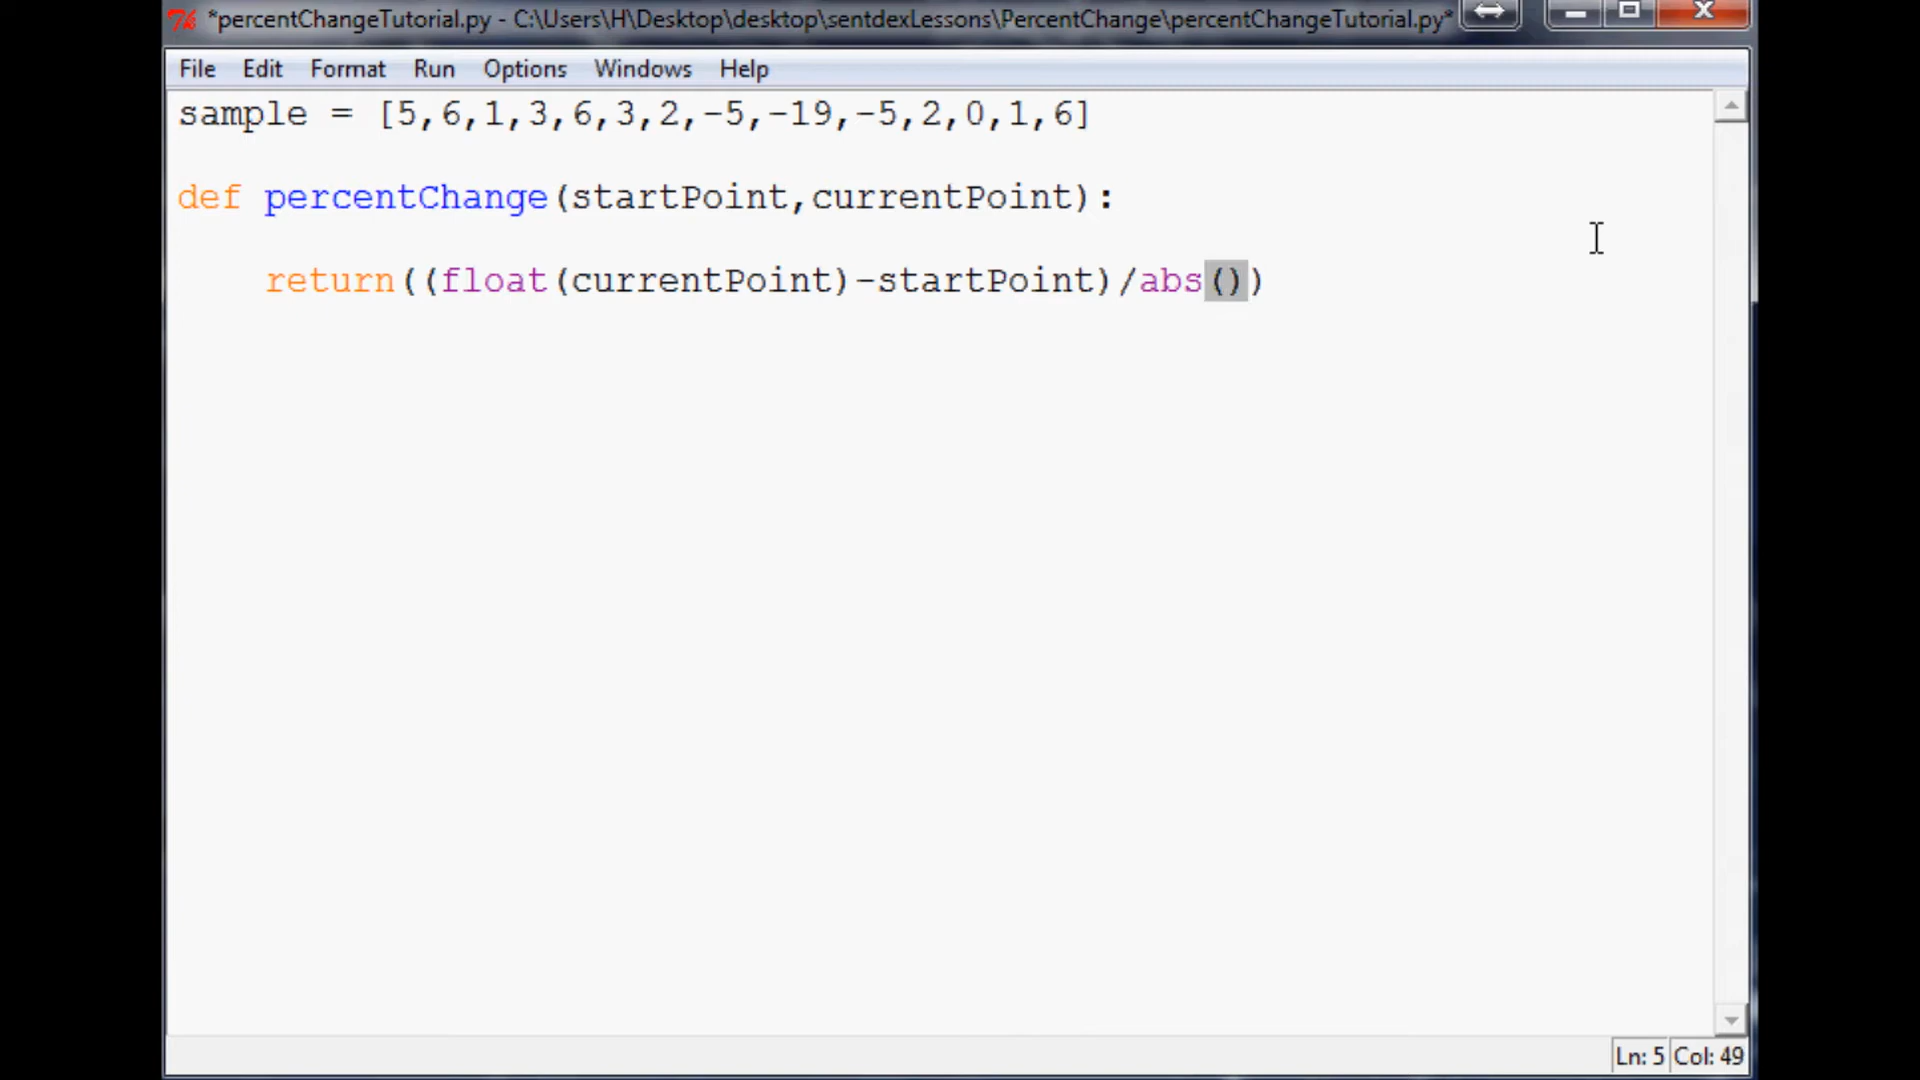 *percentChangeTutorial.py - C:\Users\H\Desktop\desktop\sentdexLessons\PercentChange\percentChangeTutorial.py*
File Edit Format Run Options Windows Help
sample = [5,6,1,3,6,3,2,-5,-19,-5,2,0,1,6]
def percentChange(startPoint,currentPoint):
    return((float(currentPoint)-startPoint)/abs())
Ln: 5 Col: 49